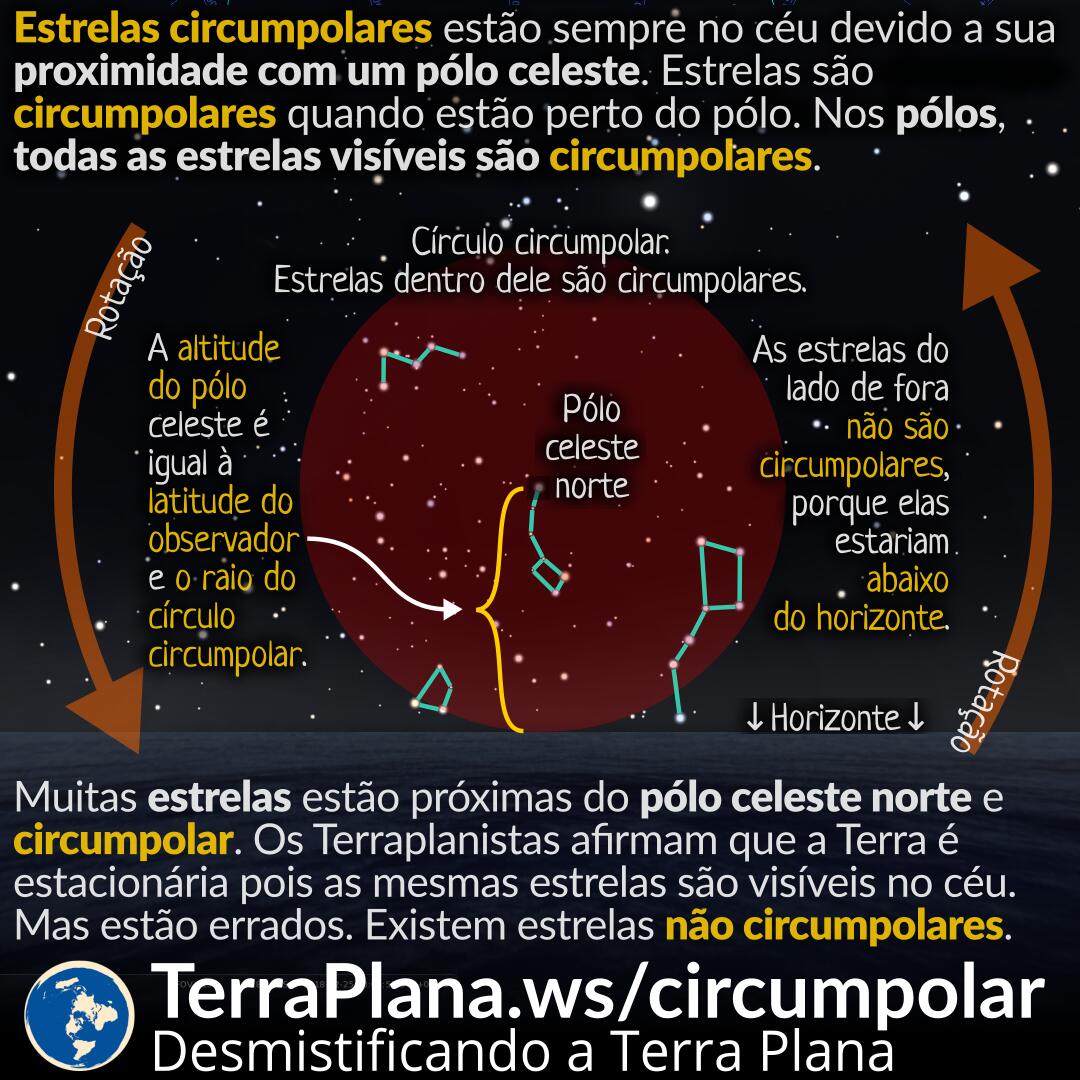 Estrelas circumpolares estão sempre no céu devido a sua
proximidade com um pólo celeste. Estrelas são
circumpolares quando estão perto do pólo. Nos pólos,
todas as estrelas visíveis são circumpolares.
Círculo circumpolar.
Estrelas dentro dele são circumpolares.
Rotação
A altitude
do pólo
celeste é
igual à
latitude do
observador
e o raio do
círculo
circumpolar.
Pólo
celeste
norte
As estrelas do
lado de fora
não são
circumpolares,
porque elas
estariam
abaixo
do horizonte.
Rotação
↓Horizonte↓
Muitas estrelas estão próximas do pólo celeste norte e
circumpolar. Os Terraplanistas afirmam que a Terra é
estacionária pois as mesmas estrelas são visíveis no céu.
Mas estão errados. Existem estrelas não circumpolares.
TerraPlana.ws/circumpolar
Desmistificando a Terra Plana